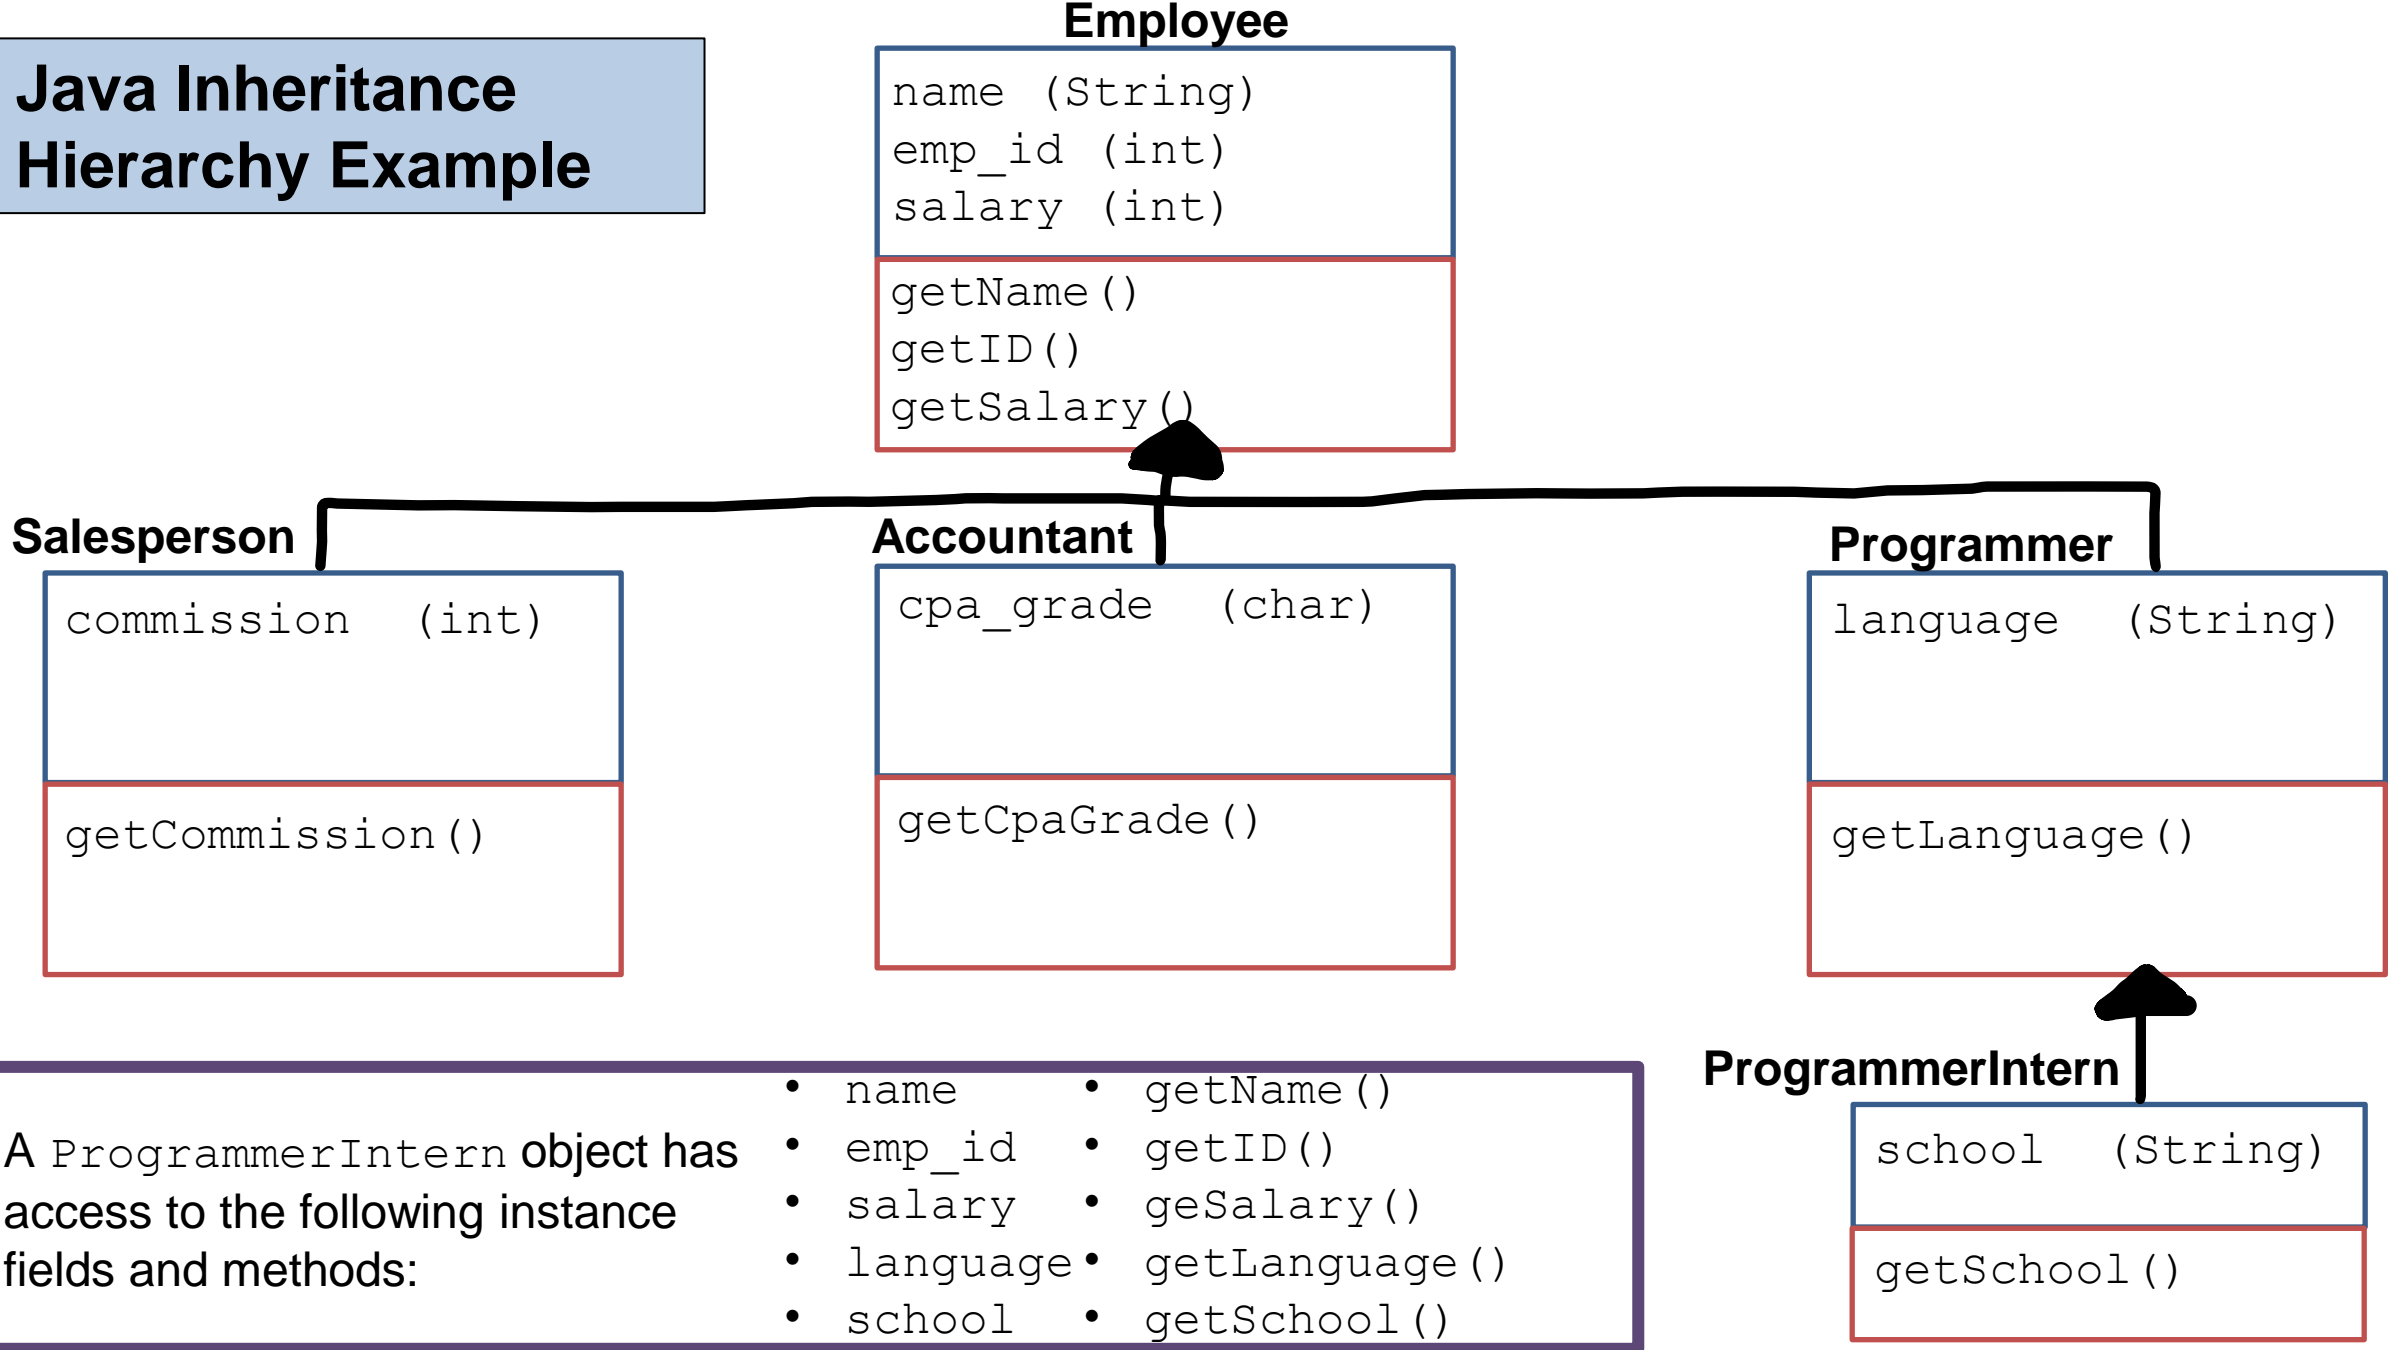 Java Inheritance
Hierarchy Example
Employee
name (String)
emp_id (int)
salary (int)
getName()
getID()
getSalary()
Salesperson
commission (int)
getCommission()
Accountant
cpa_grade (char)
getCpaGrade()
Programmer
language (String)
getLanguage()
ProgrammerIntern
school (String)
getSchool()
A ProgrammerIntern object has
access to the following instance
fields and methods:
• name
• emp_id
• salary
• language
• school
• getName()
• getID()
• geSalary()
• getLanguage()
• getSchool()